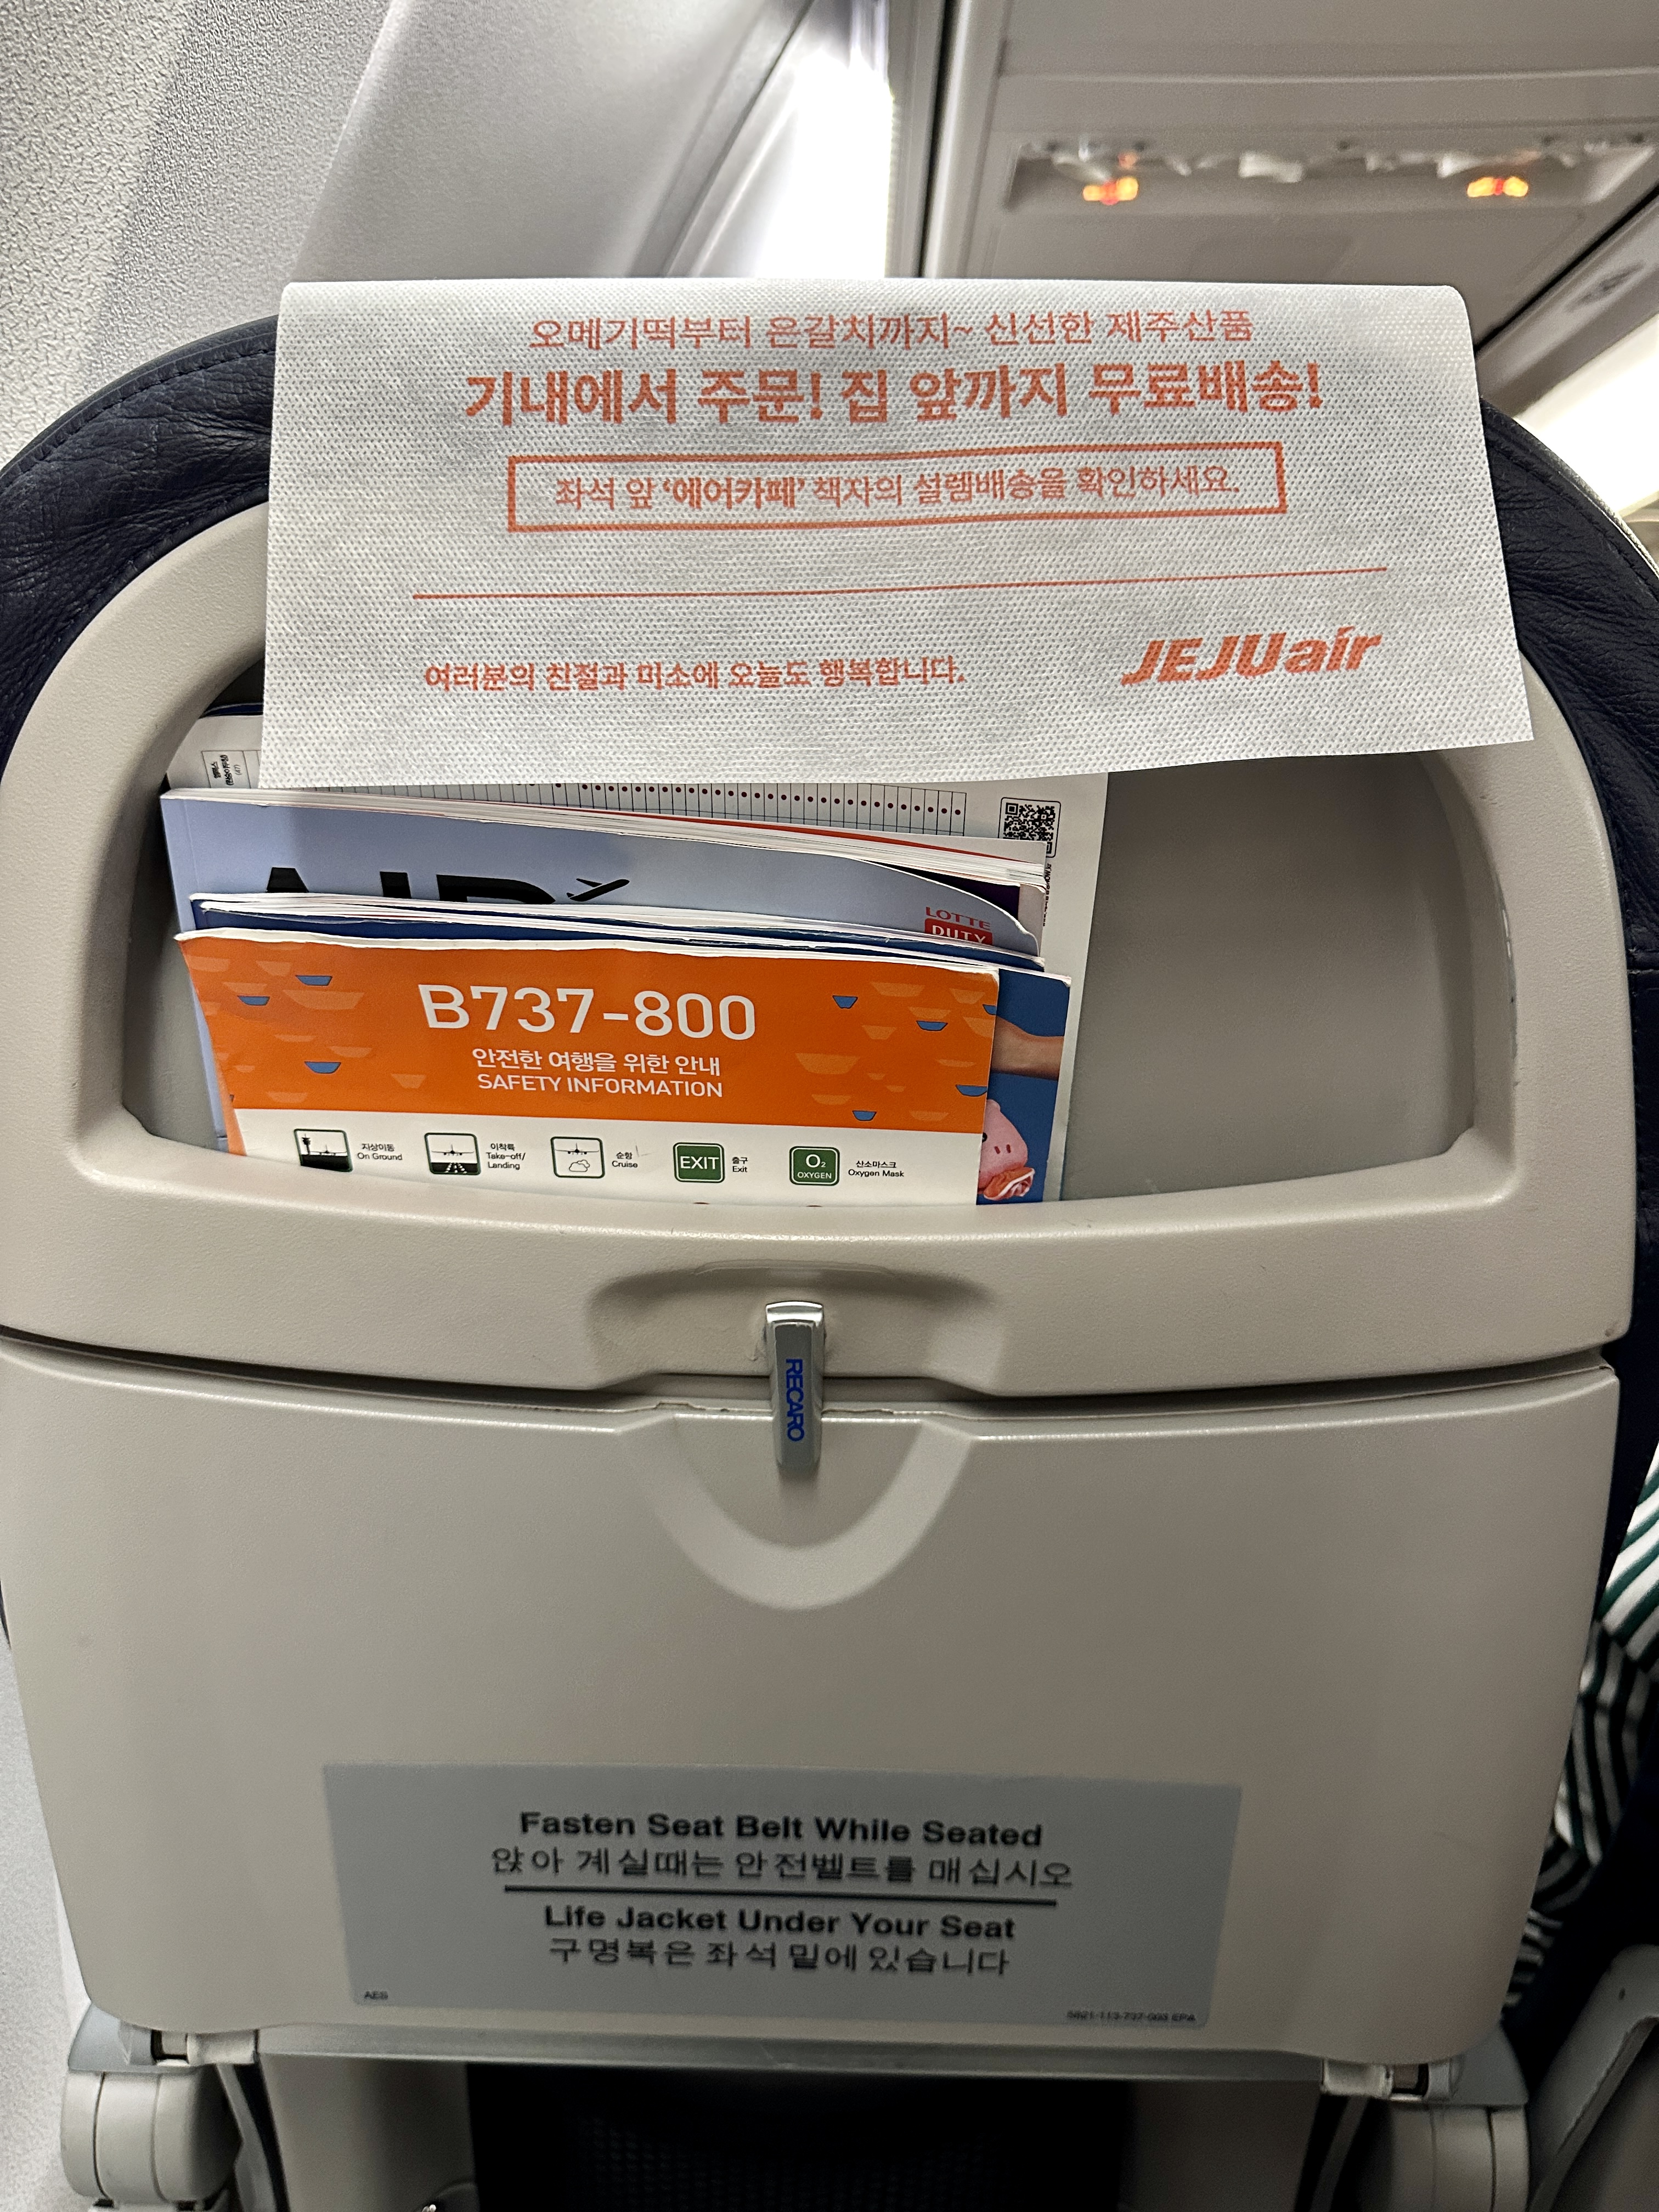 오메기떡부터 은갈치까지~ 신선한 제주산품
기내에서 주문! 집 앞까지 무료배송!
좌석 앞 '에어카페' 책자의 설렘배송을 확인하세요.
여러분의 친절과 미소에 오늘도 행복합니다.
JEJUair
LOTTE
DUTY
B737-800
안전한 여행을 위한 안내
SAFETY INFORMATION
지상이동
On Ground
이착륙
Take-off/
Landing
순항
Cruise
EXIT
출구
Exit
O₂
OXYGEN
산소마스크
Oxygen Mask
RECARO
Fasten Seat Belt While Seated
앉아 계실때는 안전벨트를 매십시오
Life Jacket Under Your Seat
구명복은 좌석 밑에 있습니다
AES